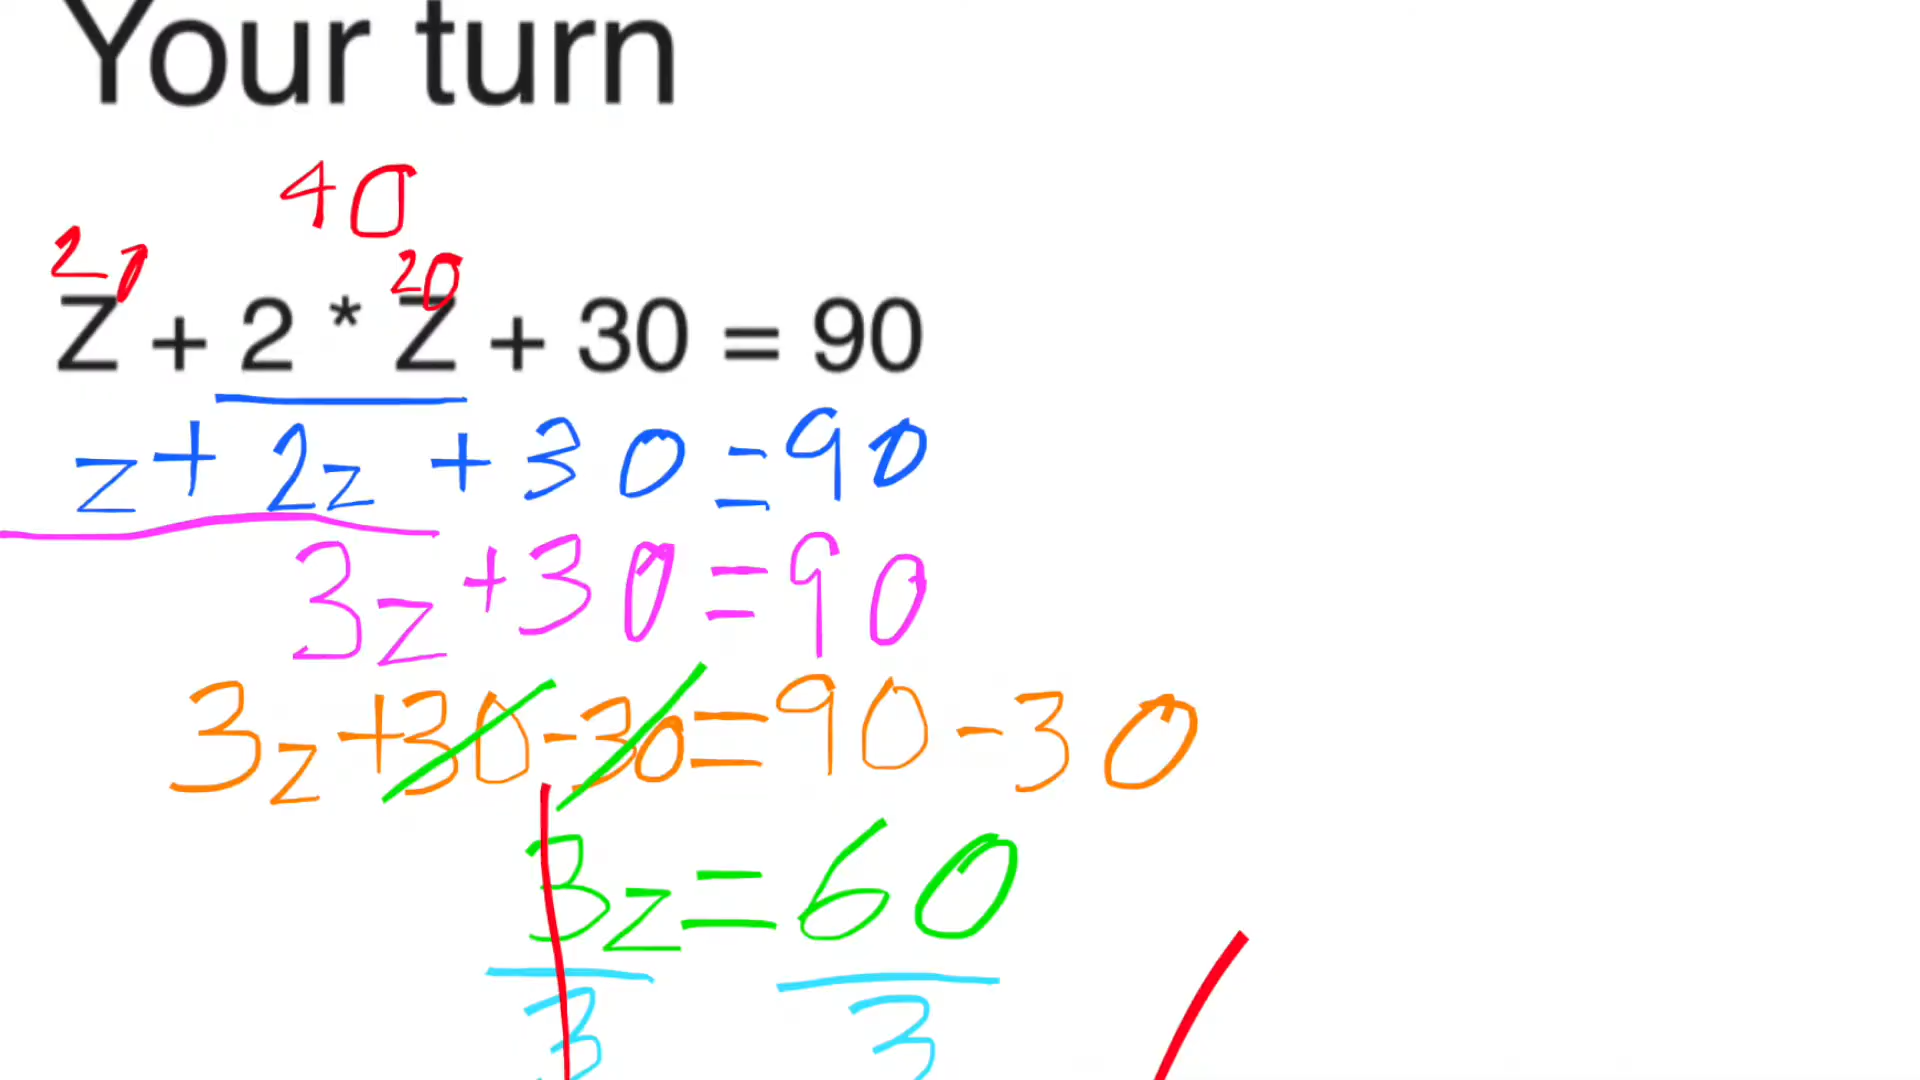 Your turn
40
20 20
Z + 2 * Z + 30 = 90
z + 2z + 30 = 90
3z + 30 = 90
3z + 30 - 30 = 90 - 30
3z = 60
3 3